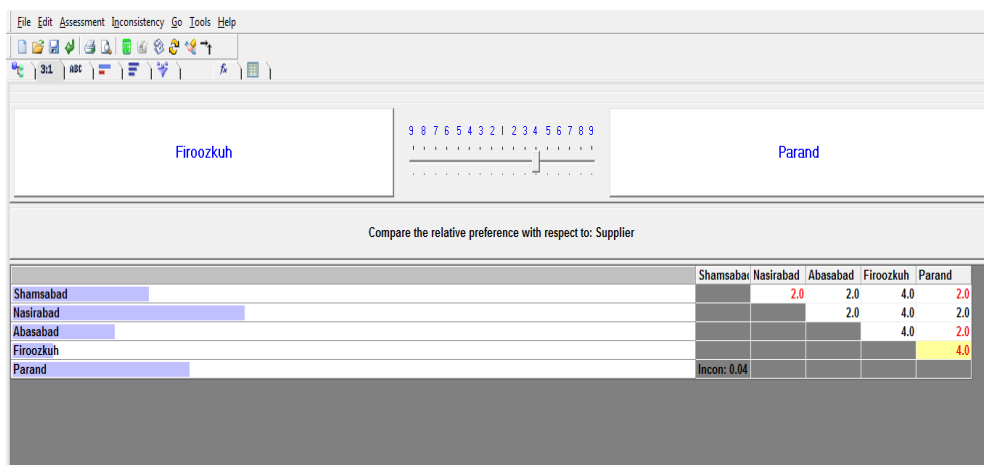 File Edit Assessment Inconsistency Go Tools Help
3:1 ABC fx
Firoozkuh 9 8 7 6 5 4 3 2 1 2 3 4 5 6 7 8 9 Parand
Compare the relative preference with respect to: Supplier
Shamsabad Nasirabad Abasabad Firoozkuh Parand
Shamsabad 2.0 2.0 4.0 2.0
Nasirabad 2.0 4.0 2.0
Abasabad 4.0 2.0
Firoozkuh 4.0
Parand Incon: 0.04